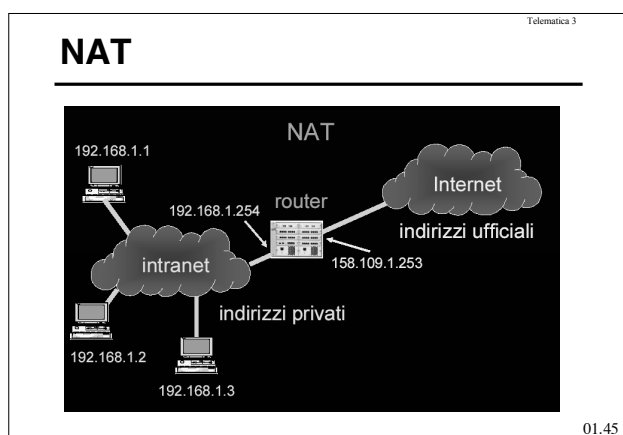 Telematica 3
NAT
NAT
192.168.1.1
Internet
router
192.168.1.254
indirizzi ufficiali
intranet
158.109.1.253
indirizzi privati
192.168.1.2
192.168.1.3
01.45